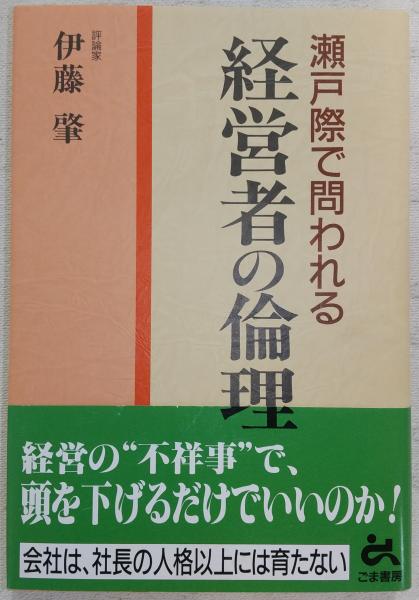 瀬戸際で問われる
経営者の倫理
評論家
伊藤 肇
経営の“不祥事”で、
頭を下げるだけでいいのか!
会社は、社長の人格以上には育たない
ごま書房